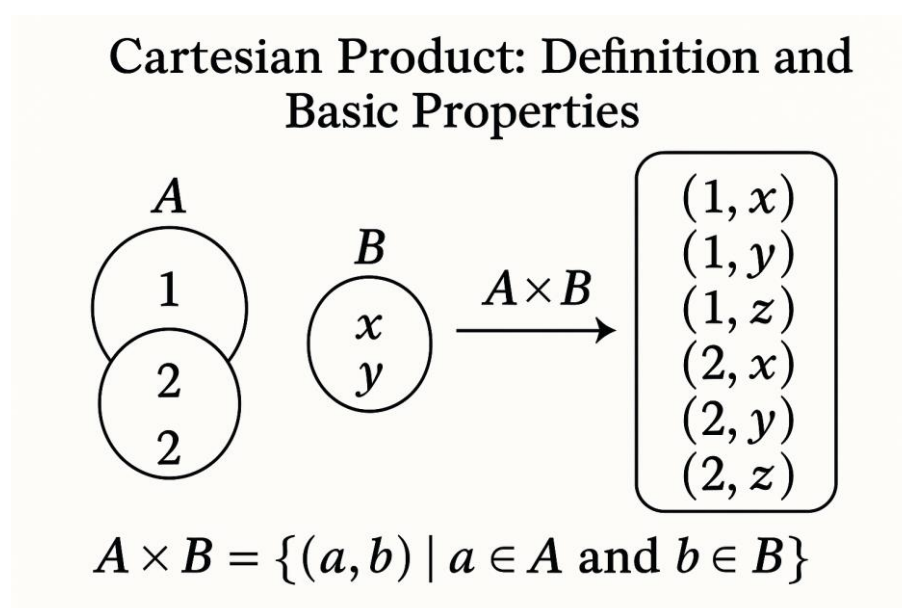 Cartesian Product: Definition and
Basic Properties
A
1
2
2
B
x
y
A × B
(1, x)
(1, y)
(1, z)
(2, x)
(2, y)
(2, z)
A × B = {(a, b) | a ∈ A and b ∈ B}